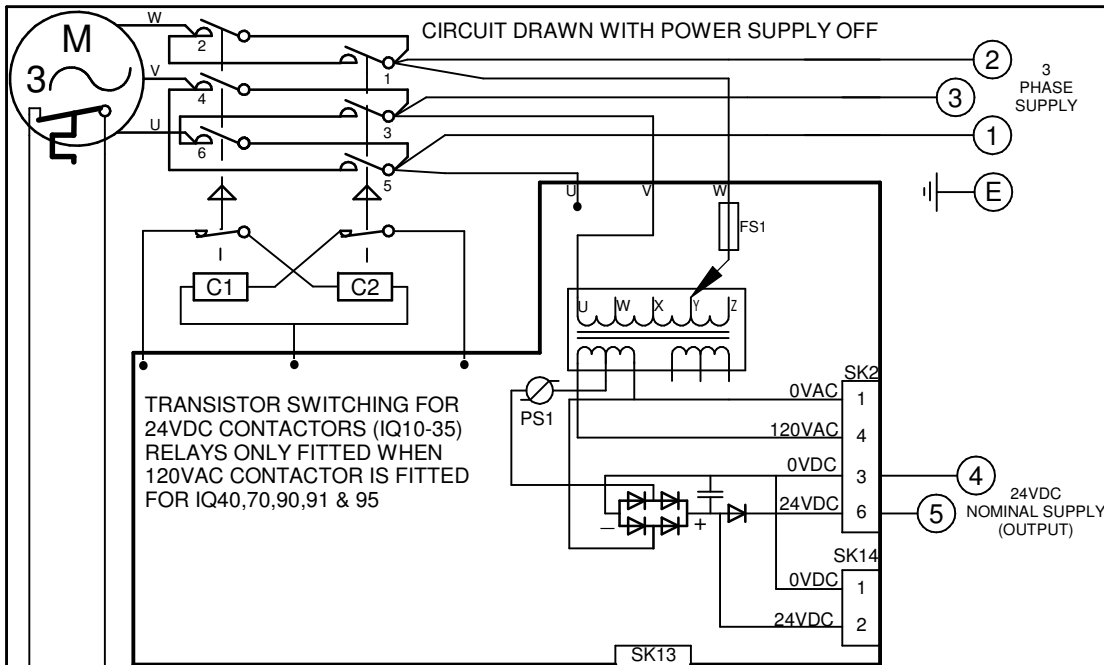 CIRCUIT DRAWN WITH POWER SUPPLY OFF
W
M
3
V
U
2
1
4
3
6
5
2
3
1
E
3
PHASE
SUPPLY
U
V
W
FS1
C1
C2
U
W
X
Y
Z
PS1
TRANSISTOR SWITCHING FOR
24VDC CONTACTORS (IQ10-35)
RELAYS ONLY FITTED WHEN
120VAC CONTACTOR IS FITTED
FOR IQ40,70,90,91 & 95
SK2
0VAC
1
120VAC
4
0VDC
3
24VDC
6
– +
4
5
24VDC
NOMINAL SUPPLY
(OUTPUT)
SK14
0VDC
1
24VDC
2
SK13